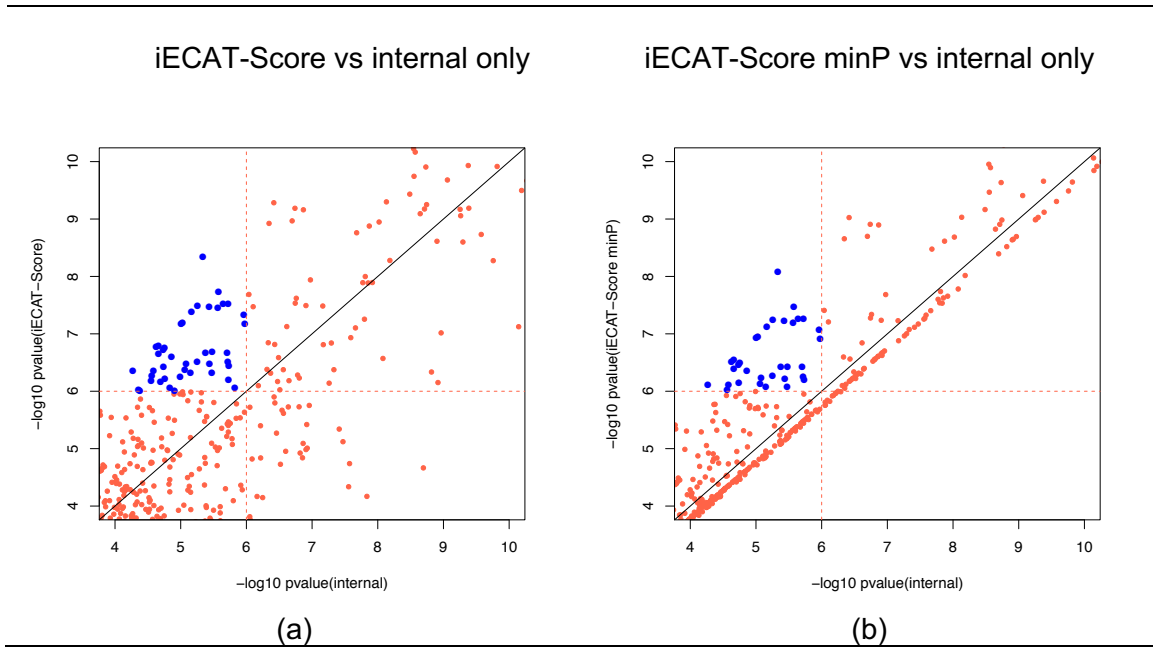 iECAT-Score vs internal only
iECAT-Score minP vs internal only
−log10 pvalue(iECAT−Score)
10
9
8
7
6
5
4
4 5 6 7 8 9 10
−log10 pvalue(internal)
(a)
−log10 pvalue(iECAT−Score minP)
10
9
8
7
6
5
4
4 5 6 7 8 9 10
−log10 pvalue(internal)
(b)